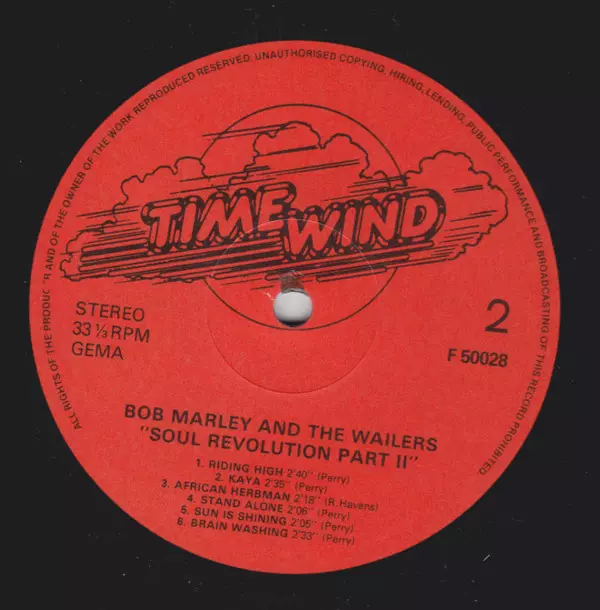 ALL RIGHTS OF THE PRODUC "R AND OF THE OWNER OF THE WORK REPRODUCED RESERVED. UNAUTHORISED COPYING, HIRING, LENDING, PUBLIC PERFORMANCE AND BROADCASTING OF THIS RECORD PROHIBITED
TIME WIND
STEREO
33 ⅓ RPM
GEMA
2
F 50028
BOB MARLEY AND THE WAILERS
"SOUL REVOLUTION PART II"
1. RIDING HIGH 2'40" (Perry)
2. KAYA 2'35" (Perry)
3. AFRICAN HERBMAN 2'18" (R.Havens)
4. STAND ALONE 2'06" (Perry)
5. SUN IS SHINING 2'05" (Perry)
6. BRAIN WASHING 2'33" (Perry)